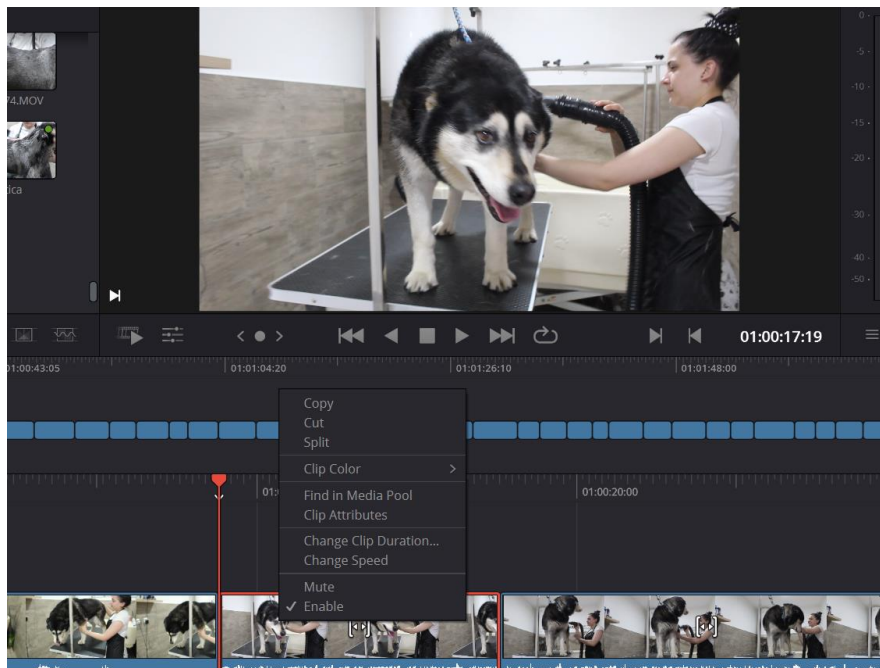 0
-5
-10
74.MOV
-15
-20
tica
-30
-40
-50
01:00:17:19
01:00:43:05
01:01:04:20
01:01:26:10
01:01:48:00
Copy
Cut
Split
Clip Color
01:
01:00:20:00
Find in Media Pool
Clip Attributes
Change Clip Duration...
Change Speed
Mute
Enable